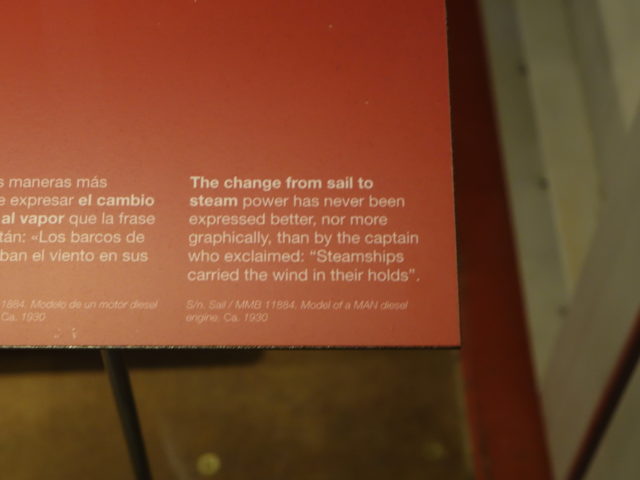 s maneras más
e expresar el cambio
al vapor que la frase
tán: «Los barcos de
ban el viento en sus
1884. Modelo de un motor diesel
Ca. 1930
The change from sail to
steam power has never been
expressed better, nor more
graphically, than by the captain
who exclaimed: “Steamships
carried the wind in their holds”.
S/n. Sail / MMB 11884. Model of a MAN diesel
engine. Ca. 1930